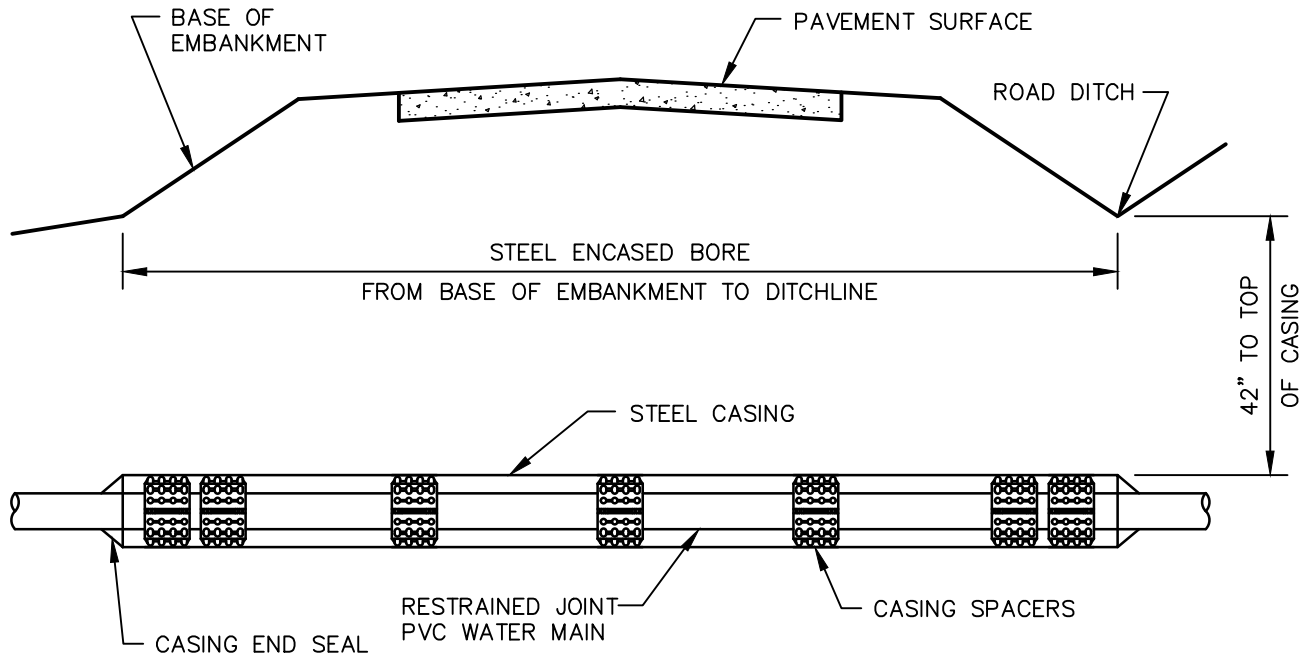 BASE OF
EMBANKMENT
PAVEMENT SURFACE
ROAD DITCH
STEEL ENCASED BORE
FROM BASE OF EMBANKMENT TO DITCHLINE
42" TO TOP
OF CASING
STEEL CASING
RESTRAINED JOINT
PVC WATER MAIN
CASING SPACERS
CASING END SEAL